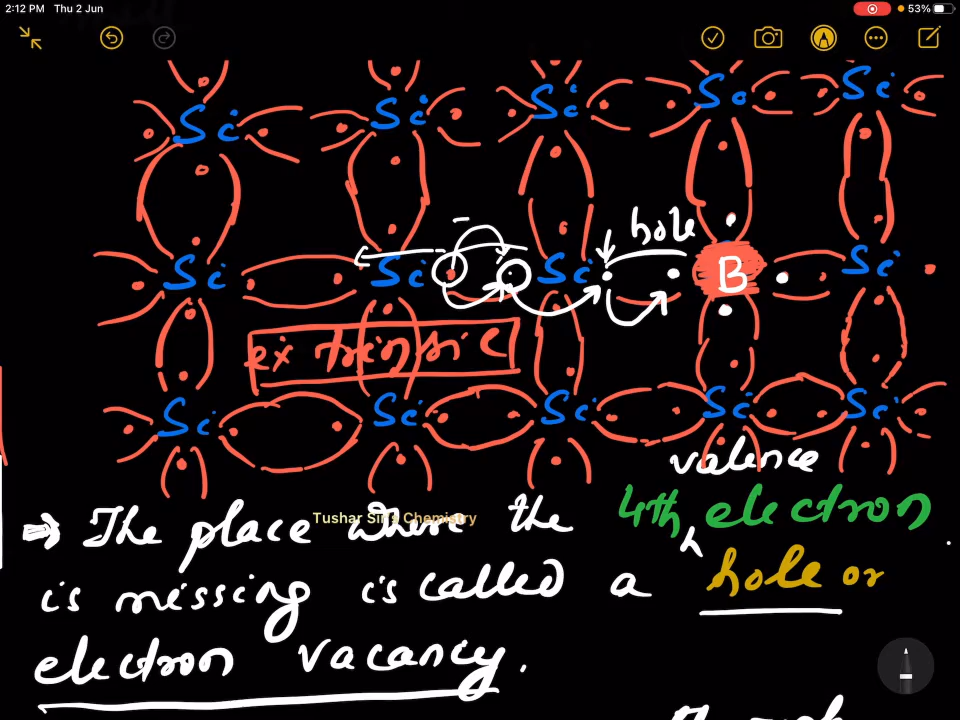 2:12 PM Thu 2 Jun 53%
Si Si Si Si Si
hole
Si Si Si B Si
extrinsic
Si Si Si Si Si
valence
⇒ The place where the 4th electron
Tushar Sir's Chemistry
is missing is called a hole or
electron vacancy.
through